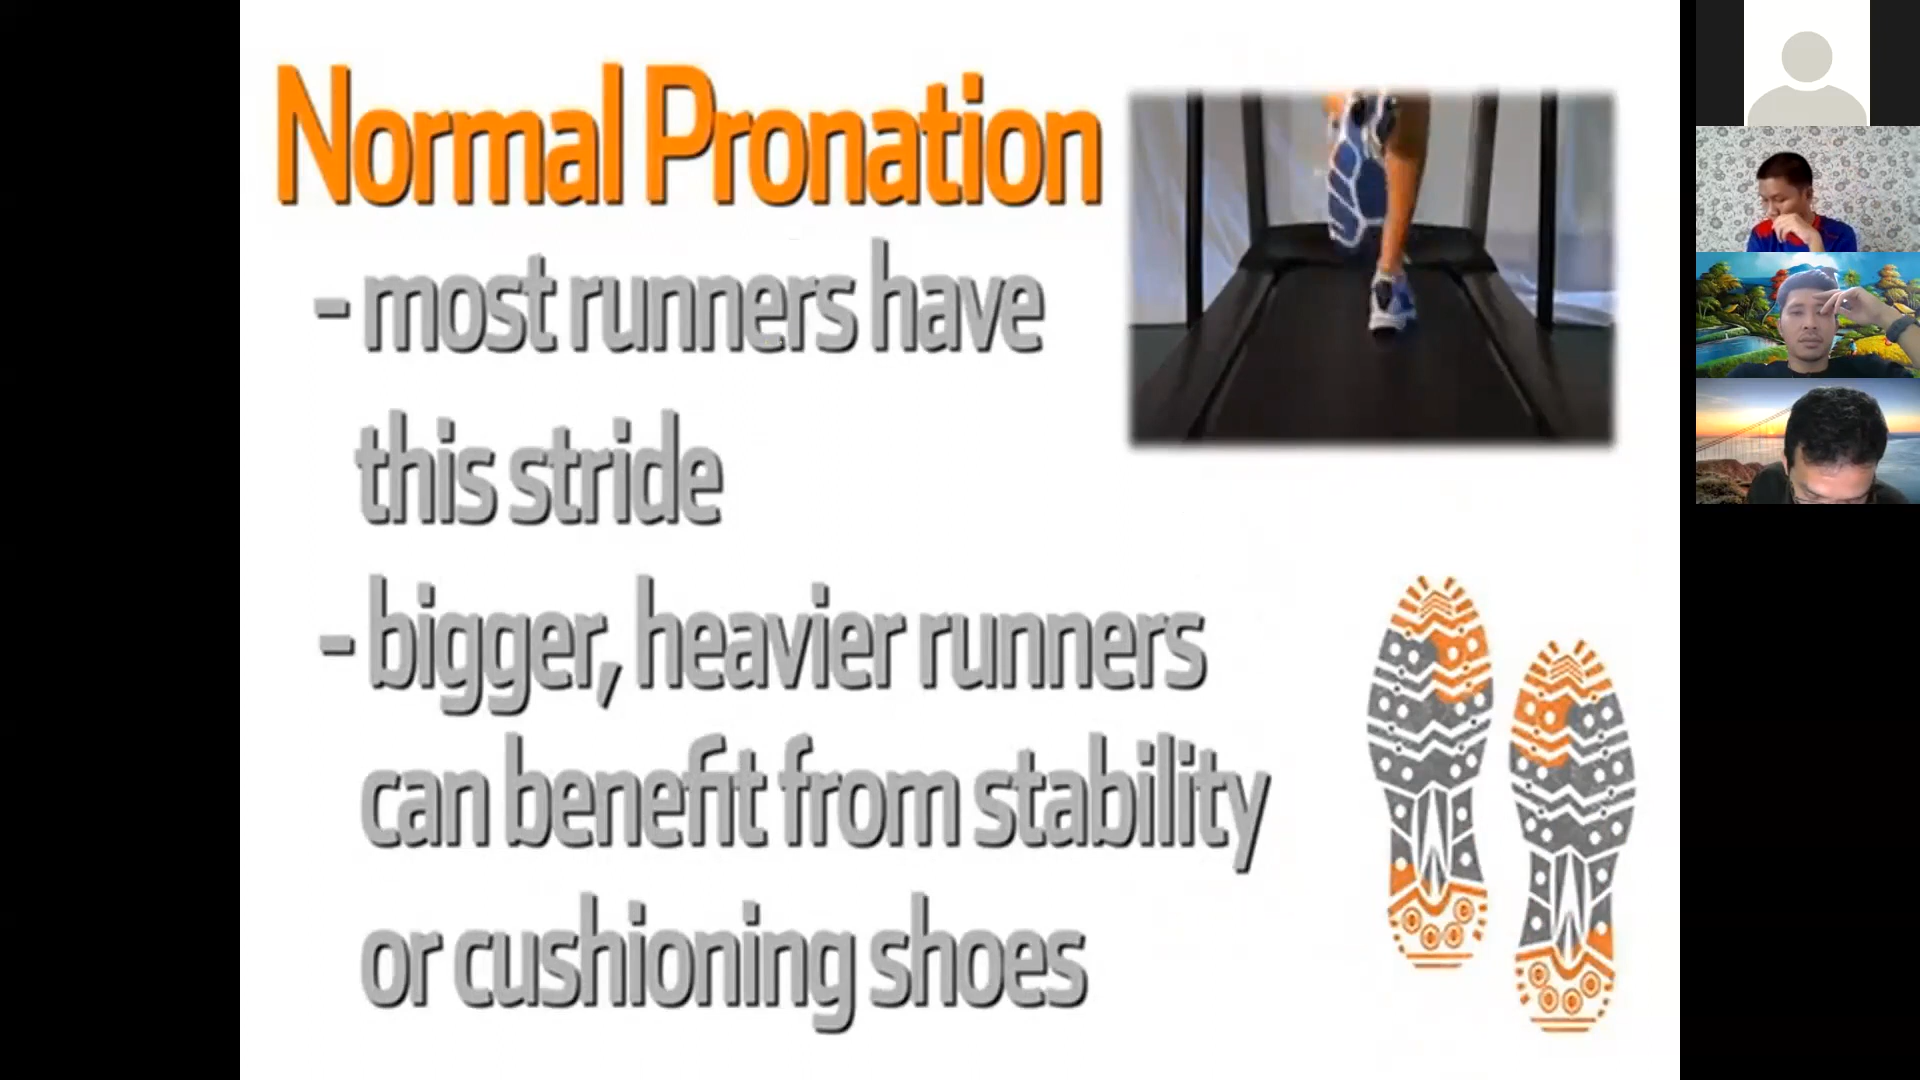 Normal Pronation
- most runners have
this stride
- bigger, heavier runners
can benefit from stability
or cushioning shoes